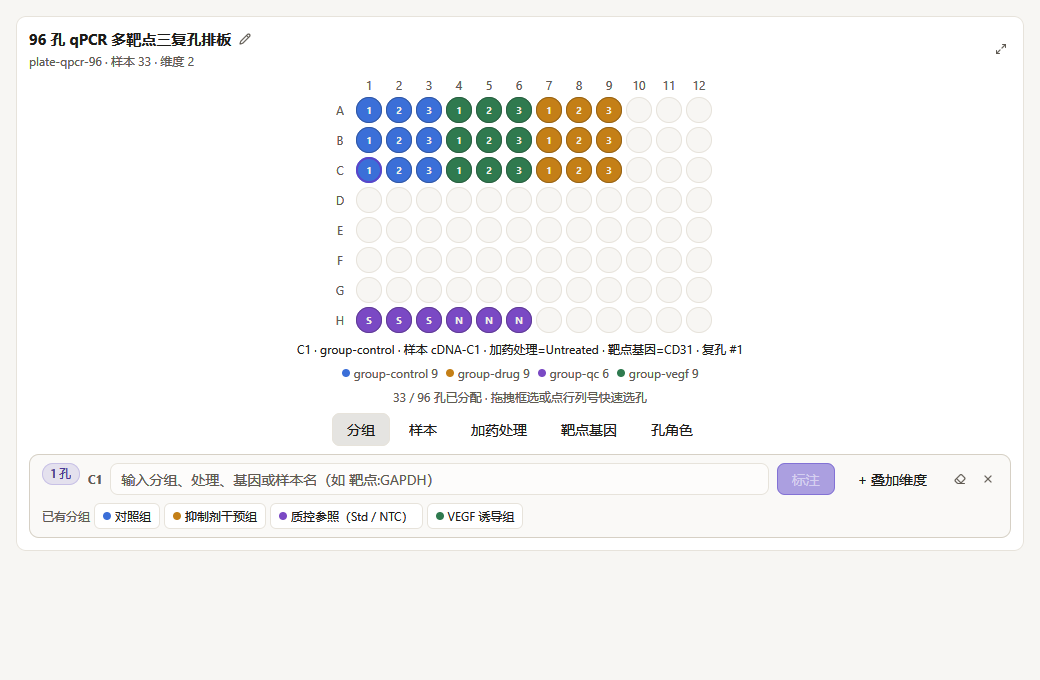 96 孔 qPCR 多靶点三复孔排板
plate-qpcr-96 · 样本 33 · 维度 2
1 2 3 4 5 6 7 8 9 10 11 12
A 1 2 3 1 2 3 1 2 3
B 1 2 3 1 2 3 1 2 3
C 1 2 3 1 2 3 1 2 3
D
E
F
G
H S S S N N N
C1 · group-control · 样本 cDNA-C1 · 加药处理=Untreated · 靶点基因=CD31 · 复孔 #1
group-control 9 group-drug 9 group-qc 6 group-vegf 9
33 / 96 孔已分配 · 拖拽框选或点行列号快速选孔
分组 样本 加药处理 靶点基因 孔角色
1 孔 C1 输入分组、处理、基因或样本名（如 靶点:GAPDH） 标注 + 叠加维度
已有分组 对照组 抑制剂干预组 质控参照（Std / NTC） VEGF 诱导组